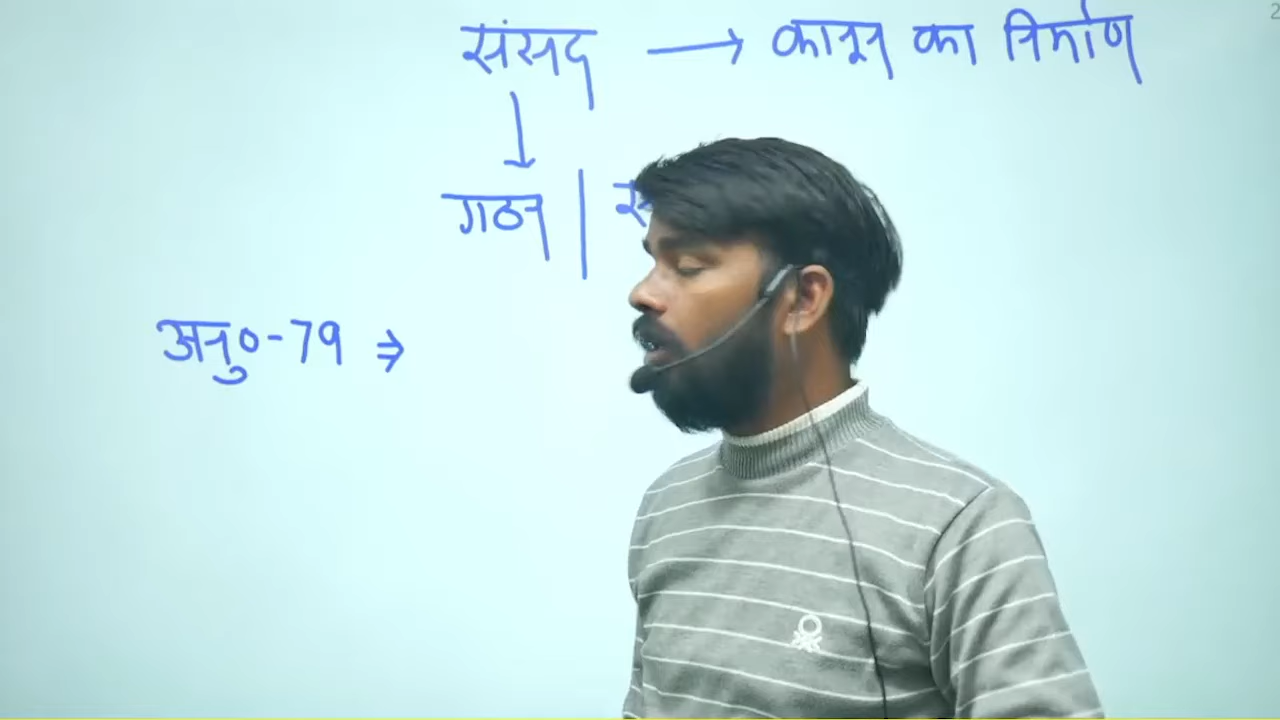 संसद → कानून का निर्माण
↓
गठन |
अनु०-79 ⇒